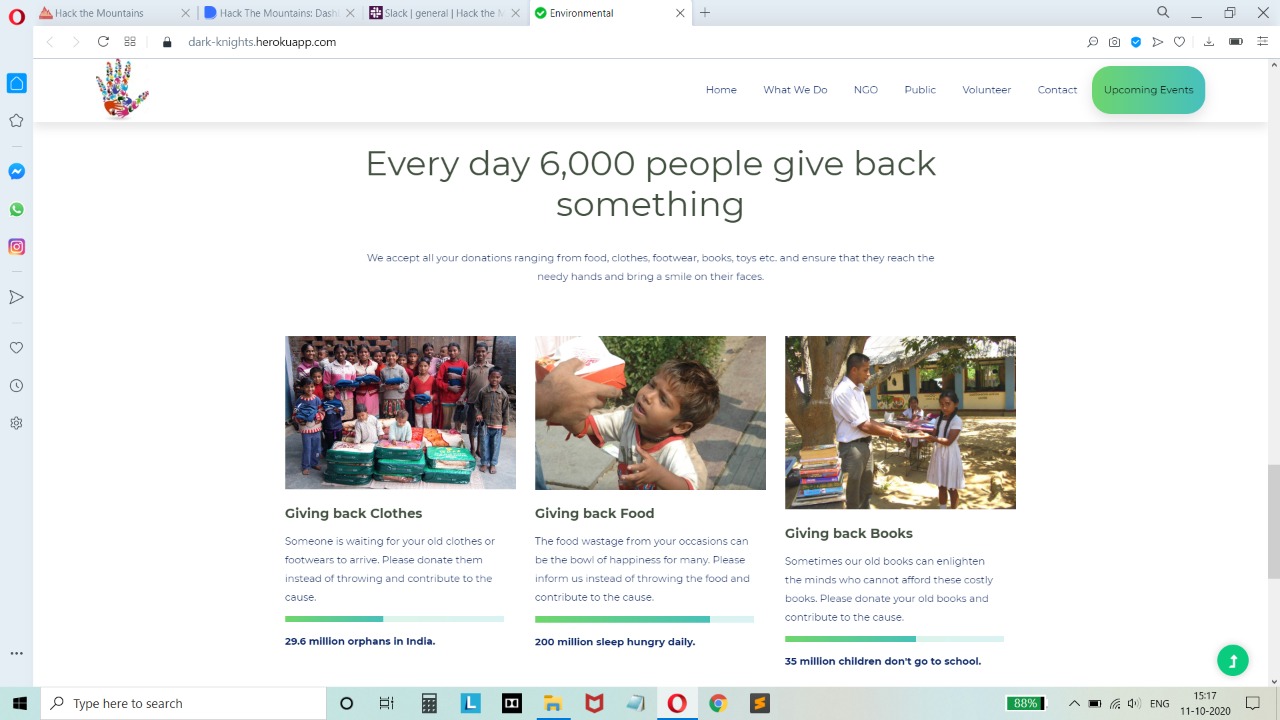 Hack The Mountains
Dashboard | Hack The Mountains: Dashl
Slack | general | Hack the M
Environmental
dark-knights.herokuapp.com
Home
What We Do
NGO
Public
Volunteer
Contact
Upcoming Events
Every day 6,000 people give back
something
We accept all your donations ranging from food, clothes, footwear, books, toys etc. and ensure that they reach the
needy hands and bring a smile on their faces.
Giving back Clothes
Someone is waiting for your old clothes or
footwears to arrive. Please donate them
instead of throwing and contribute to the
cause.
29.6 million orphans in India.
Giving back Food
The food wastage from your occasions can
be the bowl of happiness for many. Please
inform us instead of throwing the food and
contribute to the cause.
200 million sleep hungry daily.
Giving back Books
Sometimes our old books can enlighten
the minds who cannot afford these costly
books. Please donate your old books and
contribute to the cause.
35 million children don't go to school.
Type here to search
88%
ENG
15:17
11-10-2020